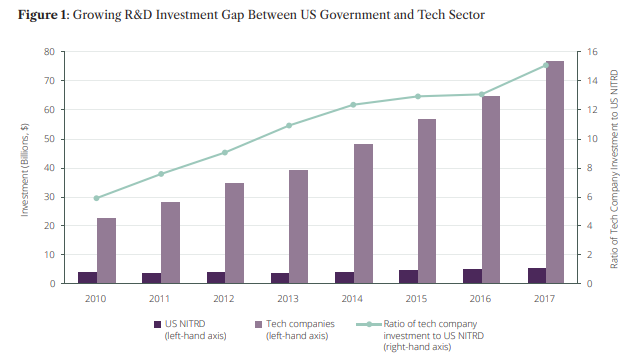 Figure 1: Growing R&D Investment Gap Between US Government and Tech Sector
Investment (Billions, $)
80
70
60
50
40
30
20
10
0
16
14
12
10
8
6
4
2
0
Ratio of Tech Company Investment to US NITRD
2010 2011 2012 2013 2014 2015 2016 2017
US NITRD
(left-hand axis)
Tech companies
(left-hand axis)
Ratio of tech company
investment to US NITRD
(right-hand axis)